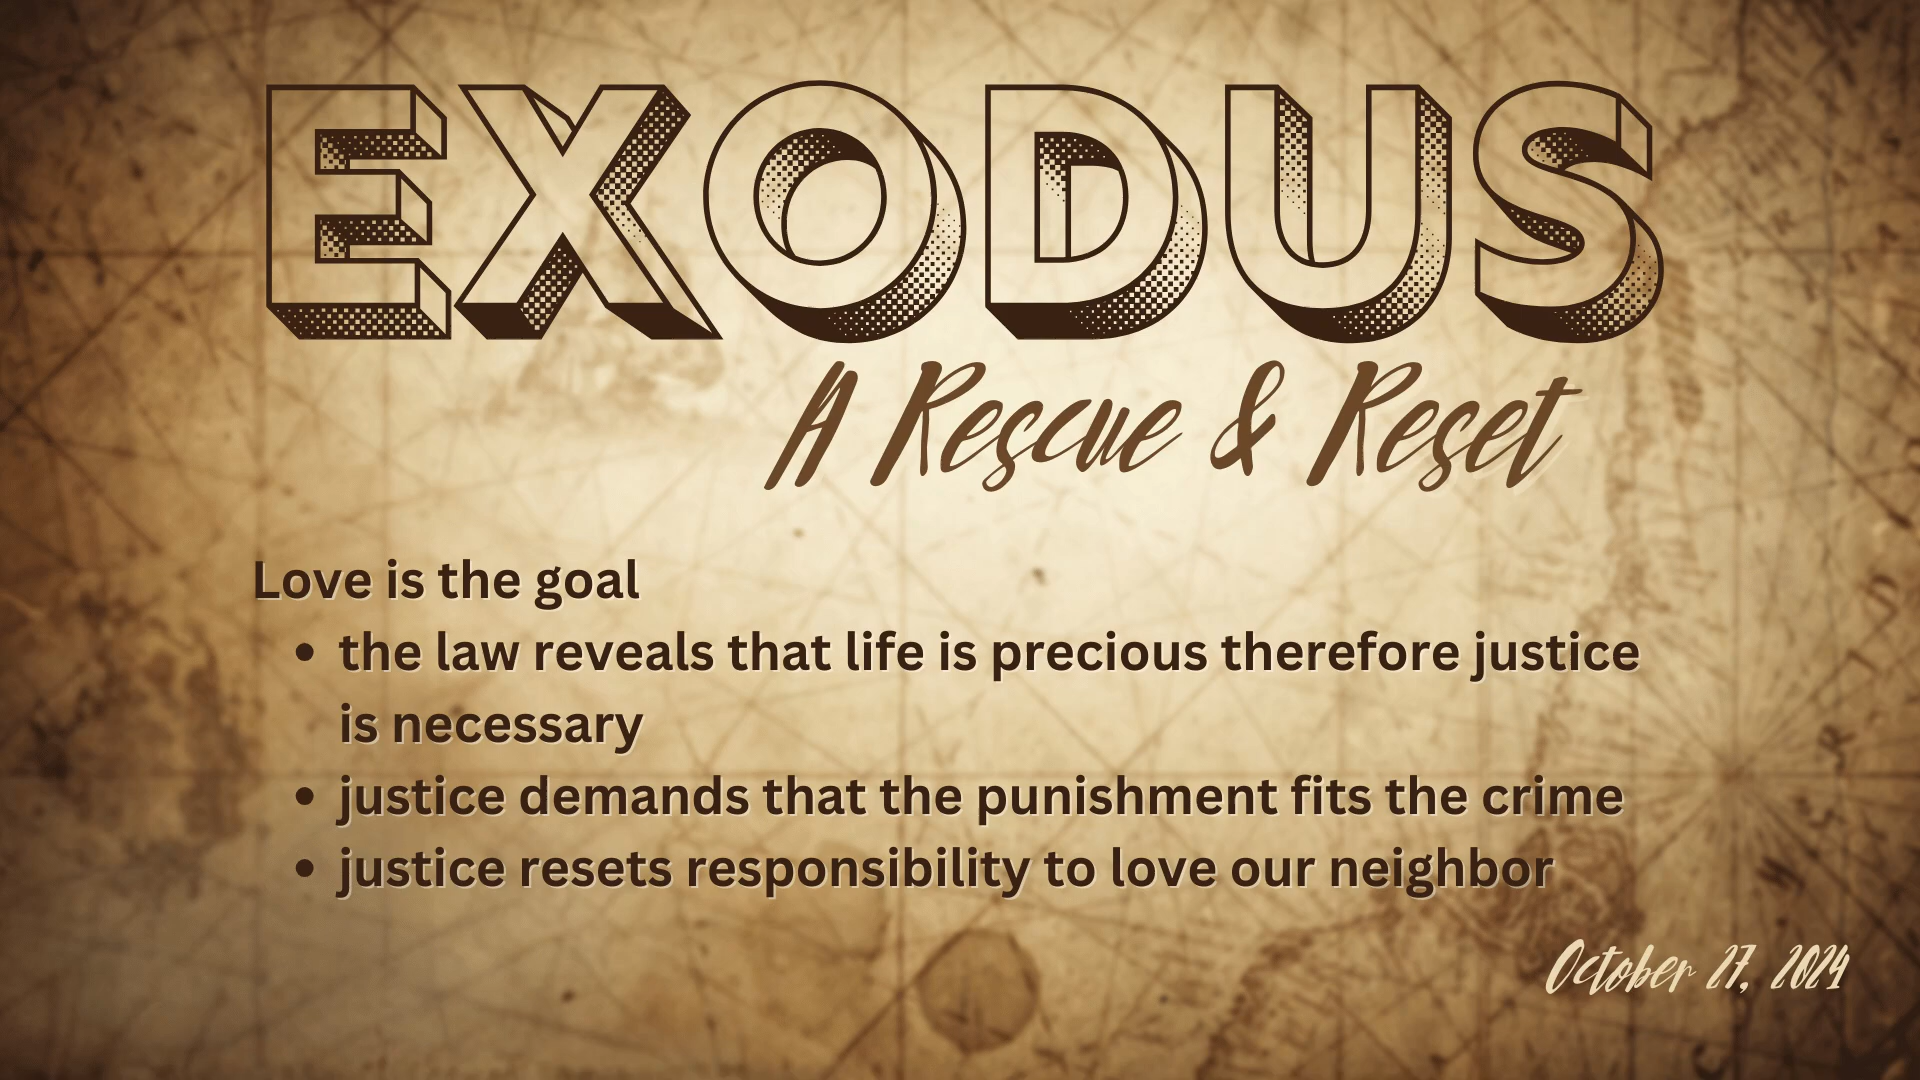 EXODUS
A Rescue & Reset
Love is the goal
• the law reveals that life is precious therefore justice
is necessary
• justice demands that the punishment fits the crime
• justice resets responsibility to love our neighbor
October 27, 2024